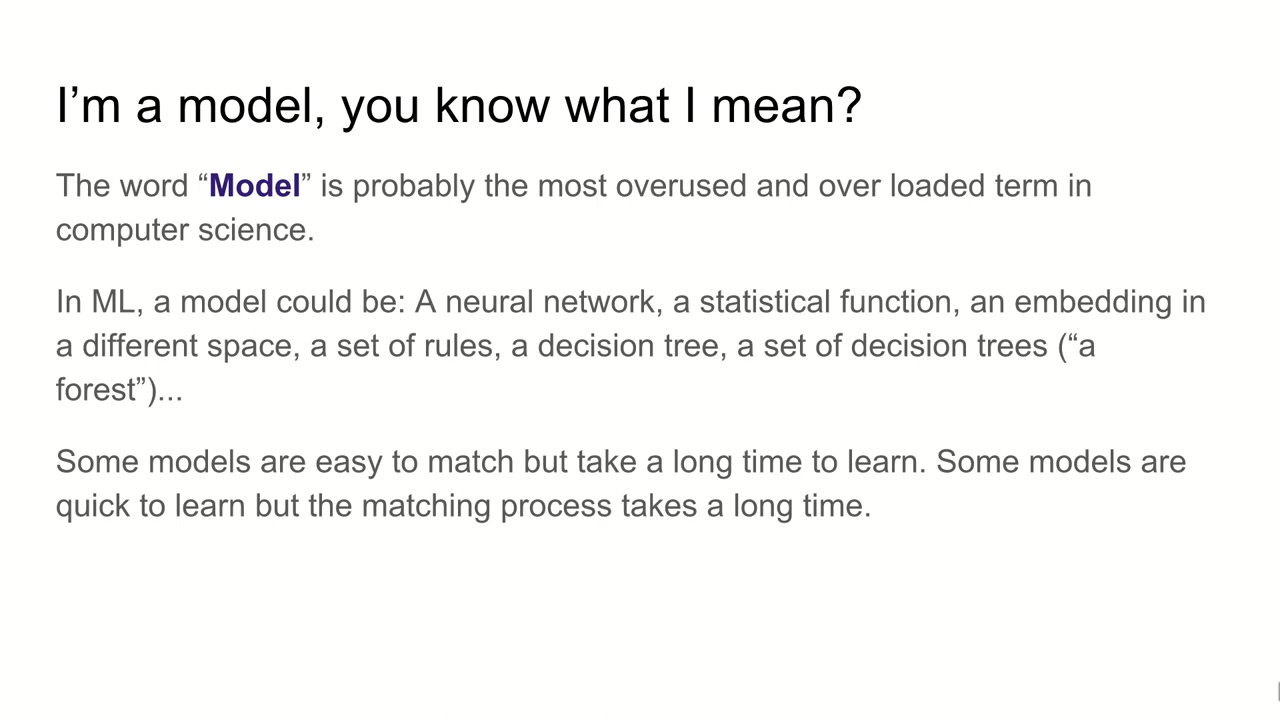 I’m a model, you know what I mean?
The word “Model” is probably the most overused and over loaded term in
computer science.
In ML, a model could be: A neural network, a statistical function, an embedding in
a different space, a set of rules, a decision tree, a set of decision trees (“a
forest”)...
Some models are easy to match but take a long time to learn. Some models are
quick to learn but the matching process takes a long time.